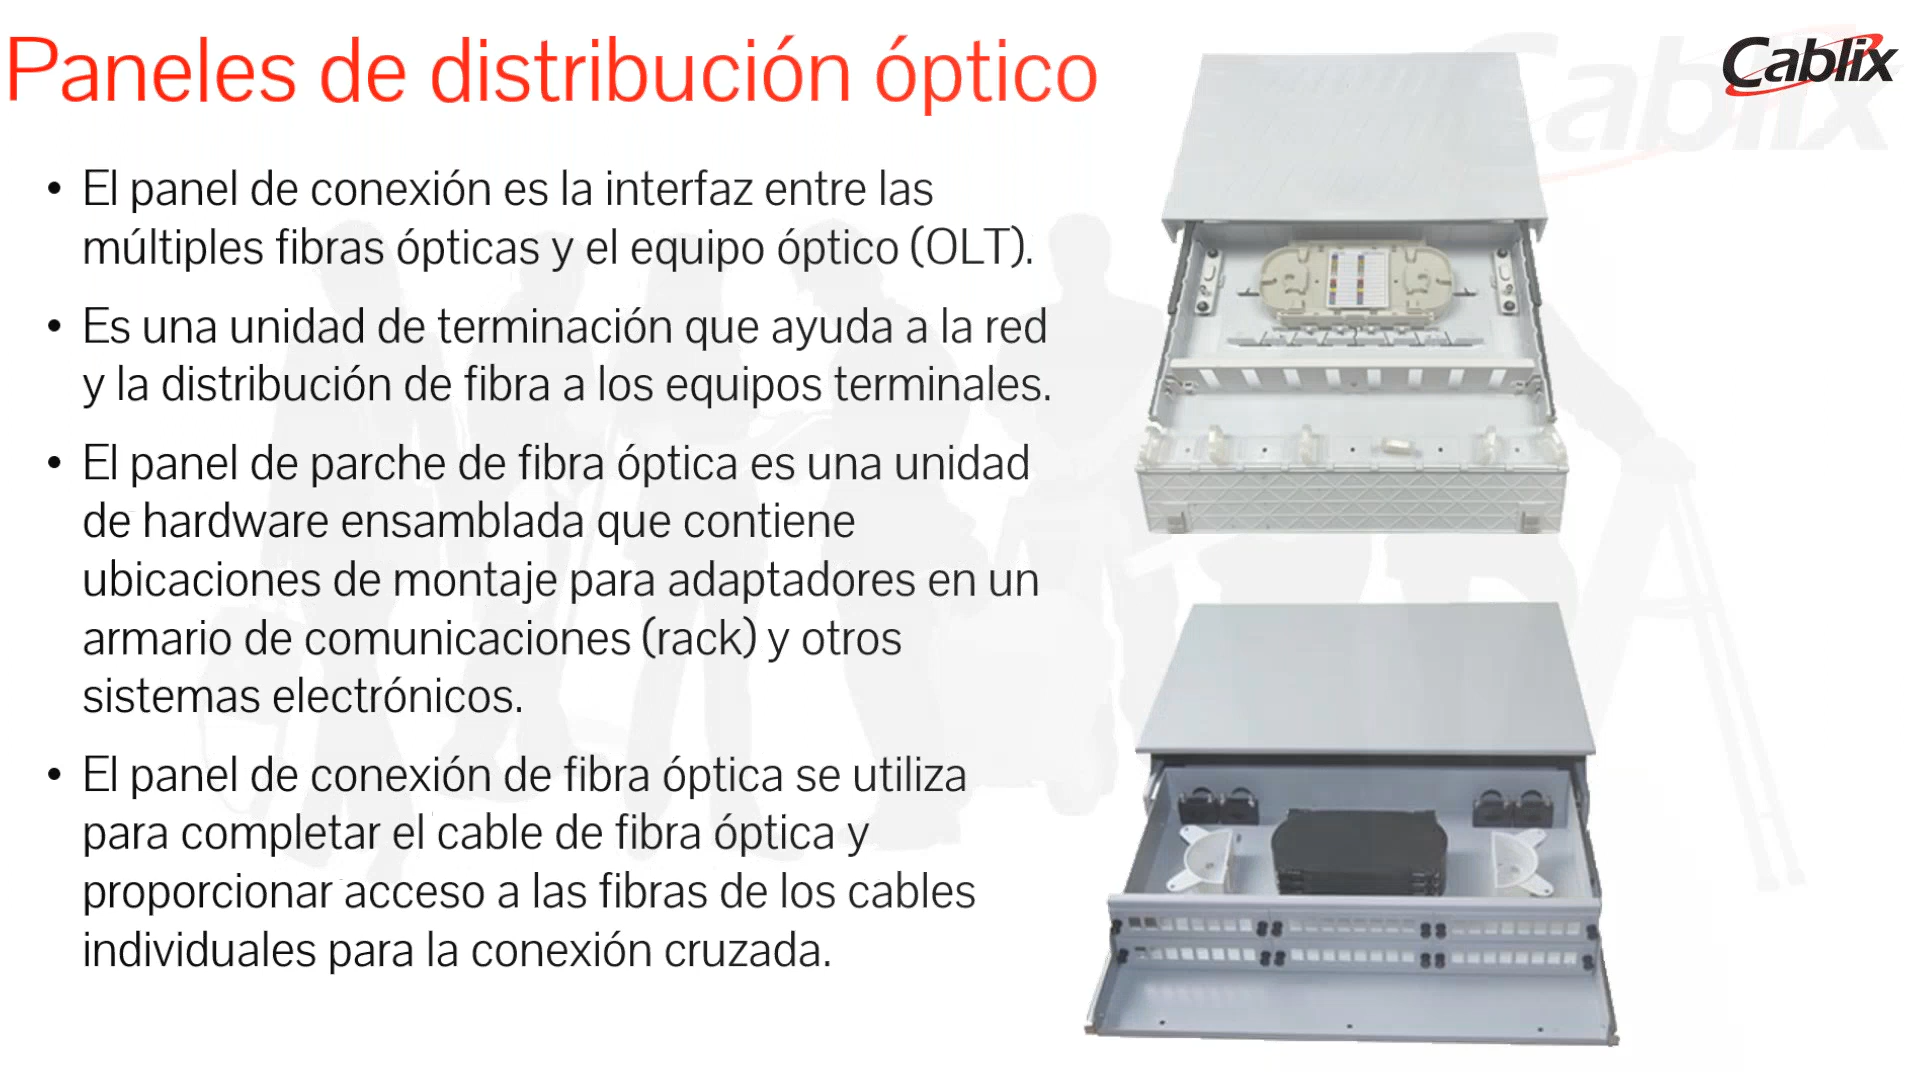 Paneles de distribución óptico
Cablix
• El panel de conexión es la interfaz entre las
múltiples fibras ópticas y el equipo óptico (OLT).
• Es una unidad de terminación que ayuda a la red
y la distribución de fibra a los equipos terminales.
• El panel de parche de fibra óptica es una unidad
de hardware ensamblada que contiene
ubicaciones de montaje para adaptadores en un
armario de comunicaciones (rack) y otros
sistemas electrónicos.
• El panel de conexión de fibra óptica se utiliza
para completar el cable de fibra óptica y
proporcionar acceso a las fibras de los cables
individuales para la conexión cruzada.
Cablix